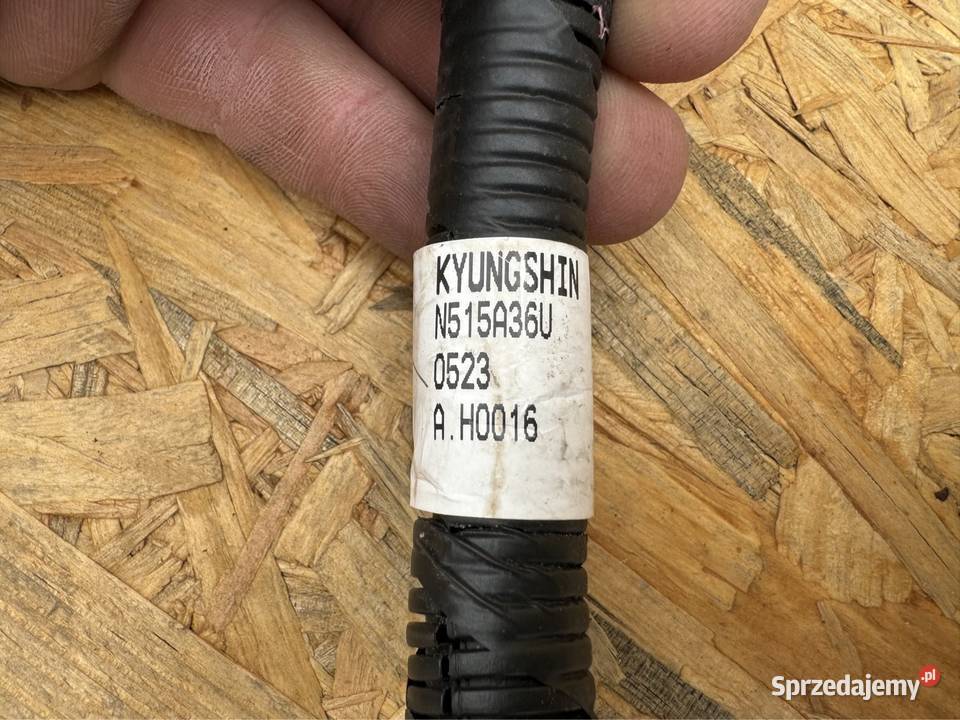 KYUNGSHIN
N515A36U
0523
A.H0016
Sprzedajemy.pl